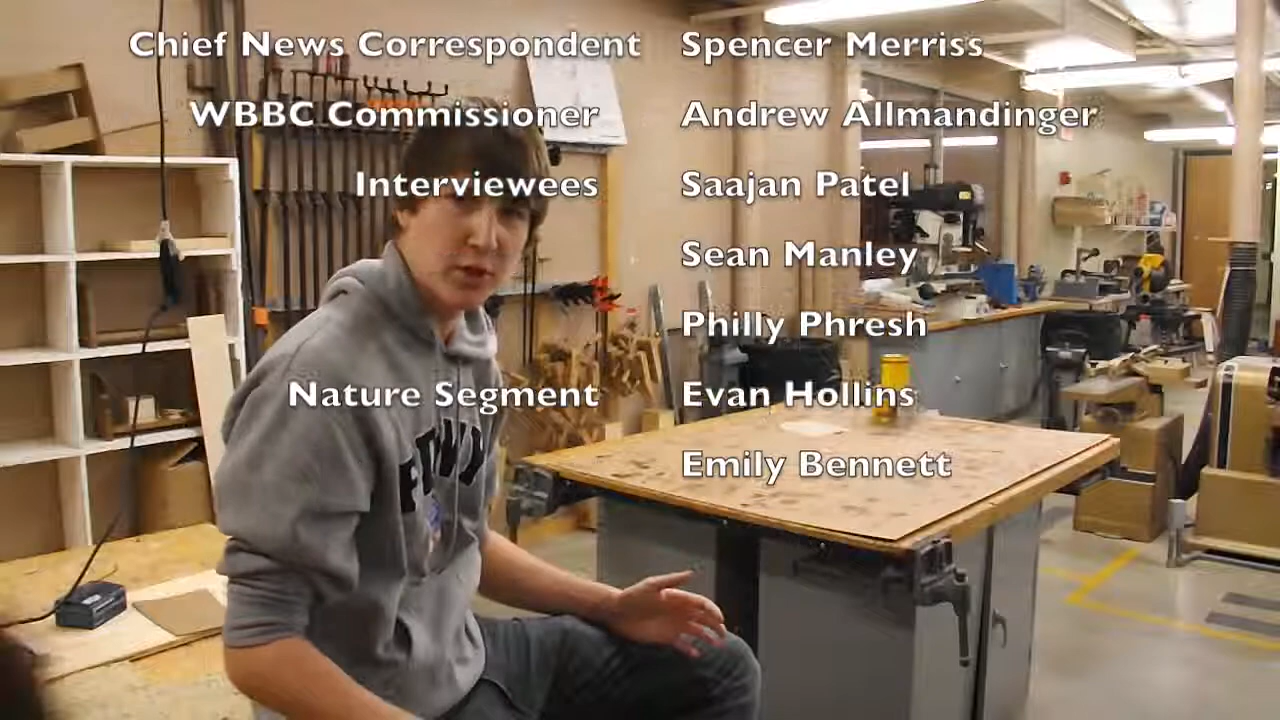 Chief News Correspondent Spencer Merriss
WBBC Commissioner Andrew Allmandinger
Interviewees Saajan Patel
Sean Manley
Philly Phresh
Nature Segment Evan Hollins
Emily Bennett